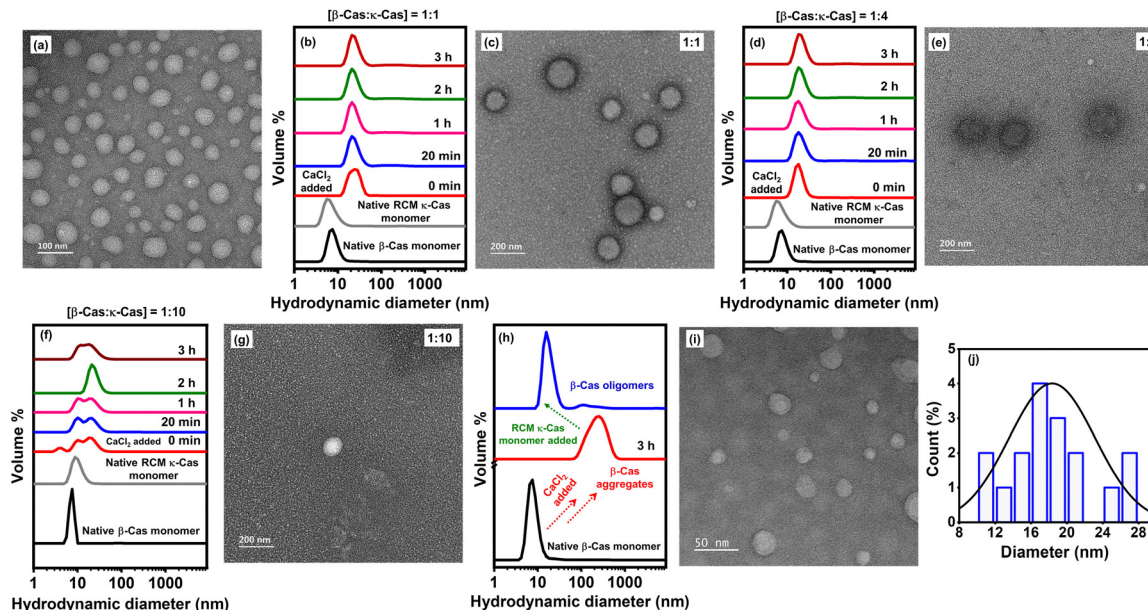 (a)
100 nm
[β-Cas:κ-Cas] = 1:1
(b)
Volume %
3 h
2 h
1 h
20 min
CaCl₂
added
0 min
Native RCM κ-Cas
monomer
Native β-Cas monomer
1 10 100 1000
Hydrodynamic diameter (nm)
(c)
1:1
200 nm
[β-Cas:κ-Cas] = 1:4
(d)
Volume %
3 h
2 h
1 h
20 min
CaCl₂
added
0 min
Native RCM κ-Cas
monomer
Native β-Cas monomer
1 10 100 1000
Hydrodynamic diameter (nm)
(e)
1:
200 nm
[β-Cas:κ-Cas] = 1:10
(f)
Volume %
3 h
2 h
1 h
20 min
CaCl₂ added 0 min
Native RCM κ-Cas
monomer
Native β-Cas monomer
1 10 100 1000
Hydrodynamic diameter (nm)
(g)
1:10
200 nm
(h)
Volume %
β-Cas oligomers
RCM κ-Cas
monomer added
3 h
CaCl₂
added
β-Cas
aggregates
Native β-Cas monomer
1 10 100 1000
Hydrodynamic diameter (nm)
(i)
50 nm
(j)
Count (%)
5
4
3
2
1
0
8 12 16 20 24 28
Diameter (nm)